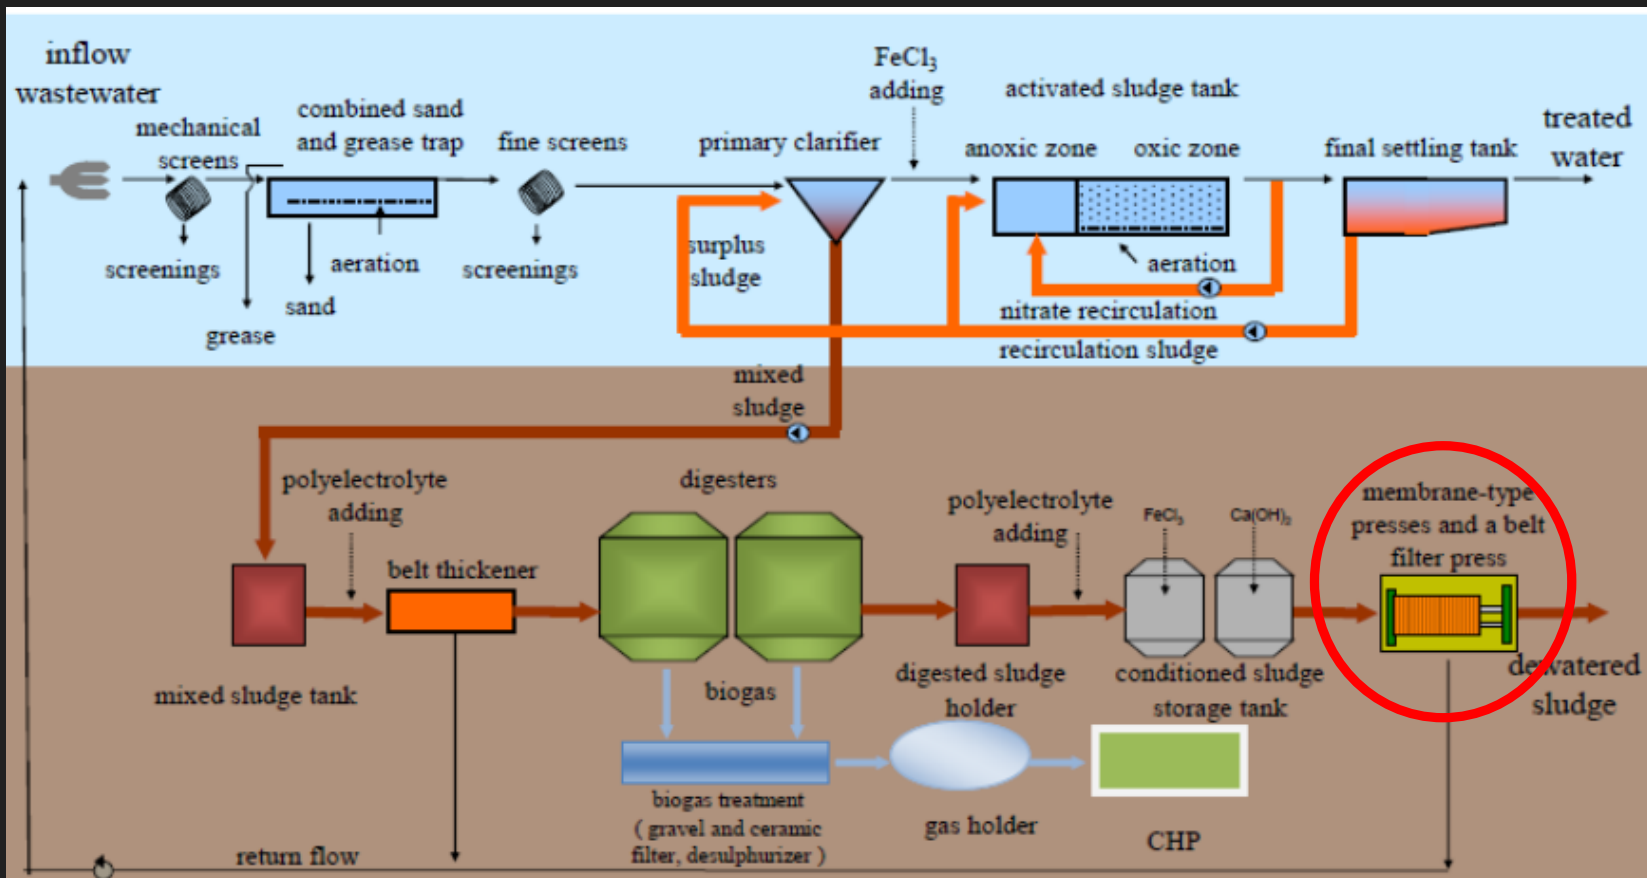 inflow
wastewater
mechanical
screens
combined sand
and grease trap
fine screens
primary clarifier
FeCl₃
adding
activated sludge tank
anoxic zone
oxic zone
final settling tank
treated
water
screenings
aeration
screenings
sand
grease
surplus
sludge
aeration
nitrate recirculation
recirculation sludge
mixed
sludge
polyelectrolyte
adding
digesters
polyelectrolyte
adding
FeCl₃
Ca(OH)₂
membrane-type
presses and a belt
filter press
belt thickener
mixed sludge tank
biogas
digested sludge
holder
conditioned sludge
storage tank
dewatered
sludge
biogas treatment
( gravel and ceramic
filter, desulphurizer )
gas holder
CHP
return flow